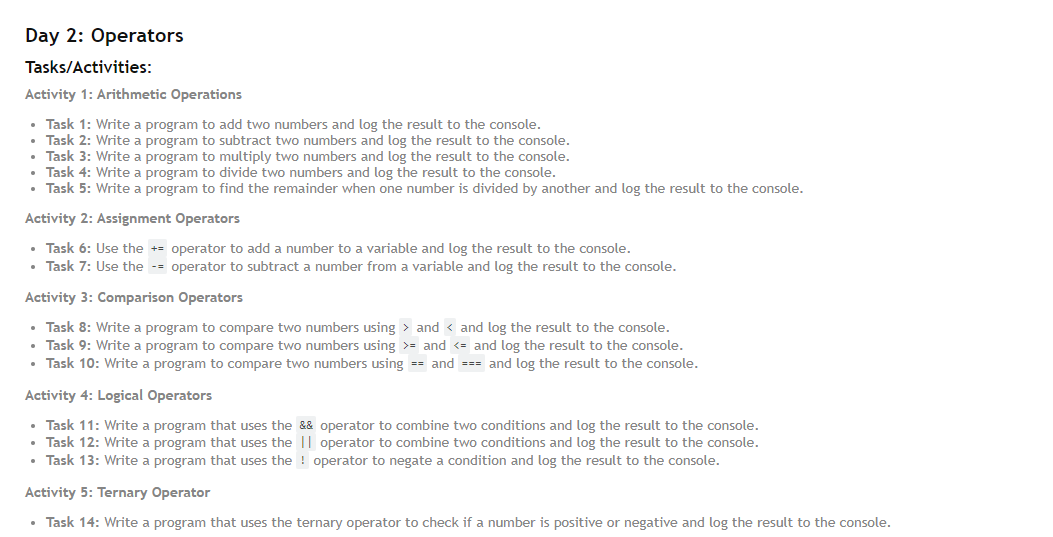 Day 2: Operators
Tasks/Activities:
Activity 1: Arithmetic Operations
• Task 1: Write a program to add two numbers and log the result to the console.
• Task 2: Write a program to subtract two numbers and log the result to the console.
• Task 3: Write a program to multiply two numbers and log the result to the console.
• Task 4: Write a program to divide two numbers and log the result to the console.
• Task 5: Write a program to find the remainder when one number is divided by another and log the result to the console.
Activity 2: Assignment Operators
• Task 6: Use the += operator to add a number to a variable and log the result to the console.
• Task 7: Use the -= operator to subtract a number from a variable and log the result to the console.
Activity 3: Comparison Operators
• Task 8: Write a program to compare two numbers using > and < and log the result to the console.
• Task 9: Write a program to compare two numbers using >= and <= and log the result to the console.
• Task 10: Write a program to compare two numbers using == and === and log the result to the console.
Activity 4: Logical Operators
• Task 11: Write a program that uses the && operator to combine two conditions and log the result to the console.
• Task 12: Write a program that uses the || operator to combine two conditions and log the result to the console.
• Task 13: Write a program that uses the ! operator to negate a condition and log the result to the console.
Activity 5: Ternary Operator
• Task 14: Write a program that uses the ternary operator to check if a number is positive or negative and log the result to the console.